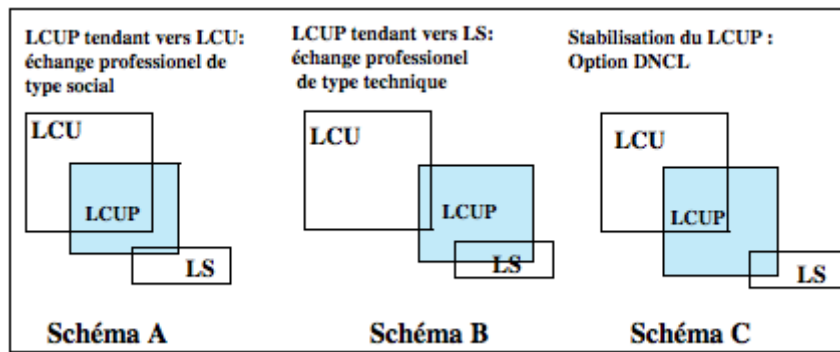 LCUP tendant vers LCU:
échange professionel de
type social
LCUP tendant vers LS:
échange professionel
de type technique
Stabilisation du LCUP :
Option DNCL
LCU
LCUP
LS
LCU
LCUP
LS
LCU
LCUP
LS
Schéma A
Schéma B
Schéma C